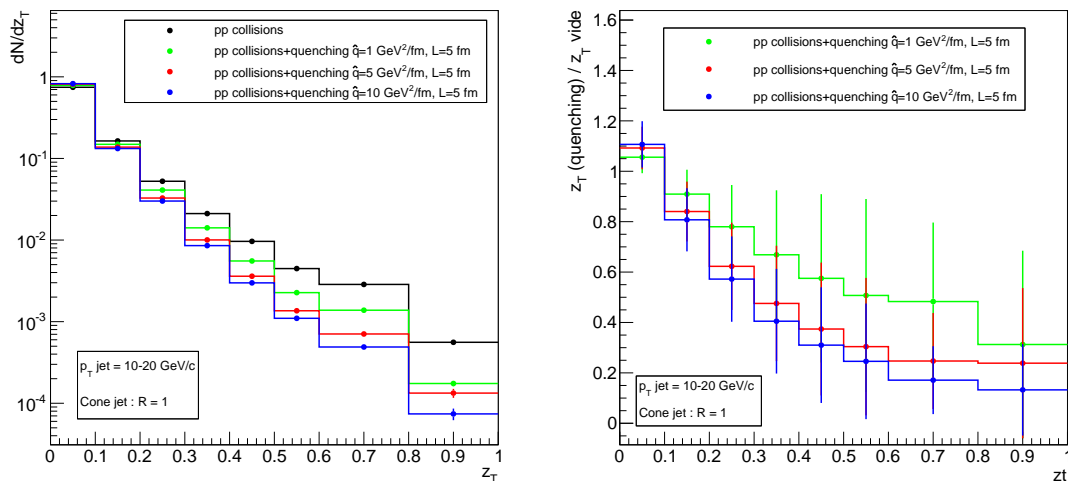 dN/dz_T
pp collisions
pp collisions+quenching q̂=1 GeV²/fm, L=5 fm
pp collisions+quenching q̂=5 GeV²/fm, L=5 fm
pp collisions+quenching q̂=10 GeV²/fm, L=5 fm
1
10⁻¹
10⁻²
10⁻³
10⁻⁴
p_T jet = 10-20 GeV/c
Cone jet : R = 1
0 0.1 0.2 0.3 0.4 0.5 0.6 0.7 0.8 0.9 1
z_T
z_T (quenching) / z_T vide
pp collisions+quenching q̂=1 GeV²/fm, L=5 fm
pp collisions+quenching q̂=5 GeV²/fm, L=5 fm
pp collisions+quenching q̂=10 GeV²/fm, L=5 fm
1.6
1.4
1.2
1
0.8
0.6
0.4
0.2
0
p_T jet = 10-20 GeV/c
Cone jet : R = 1
0 0.1 0.2 0.3 0.4 0.5 0.6 0.7 0.8 0.9 1
zt